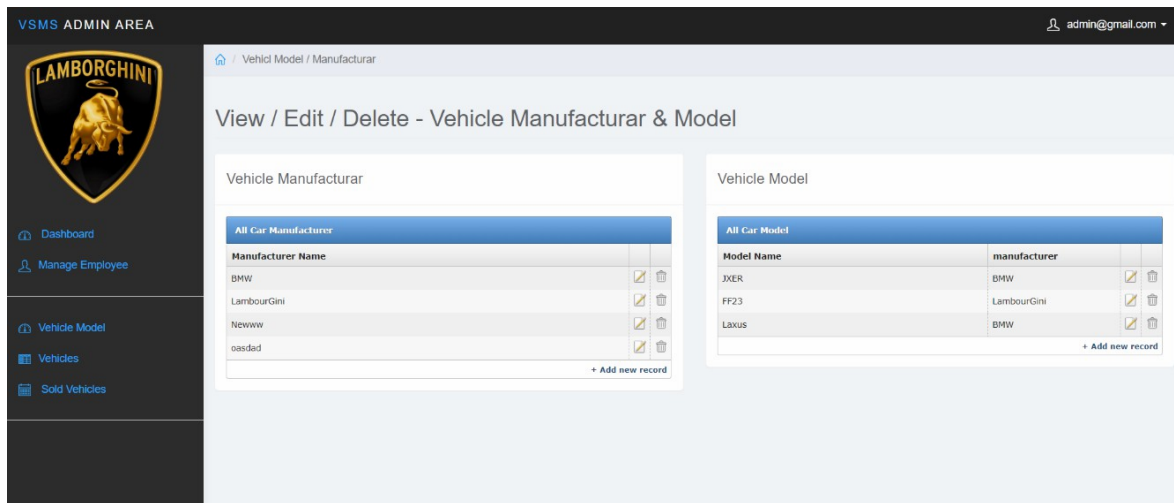 VSMS ADMIN AREA
admin@gmail.com
LAMBORGHINI
Dashboard
Manage Employee
Vehicle Model
Vehicles
Sold Vehicles
/ Vehicl Model / Manufacturar
View / Edit / Delete - Vehicle Manufacturar & Model
Vehicle Manufacturar
All Car Manufacturer
Manufacturer Name
BMW
LambourGini
Newww
oasdad
+ Add new record
Vehicle Model
All Car Model
Model Name manufacturer
JXER BMW
FF23 LambourGini
Laxus BMW
+ Add new record